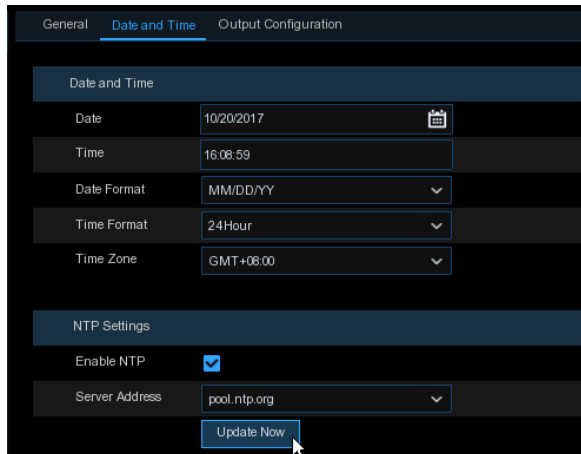 General Date and Time Output Configuration
Date and Time
Date 10/20/2017
Time 16:08:59
Date Format MM/DD/YY
Time Format 24Hour
Time Zone GMT+08:00
NTP Settings
Enable NTP
Server Address pool.ntp.org
Update Now